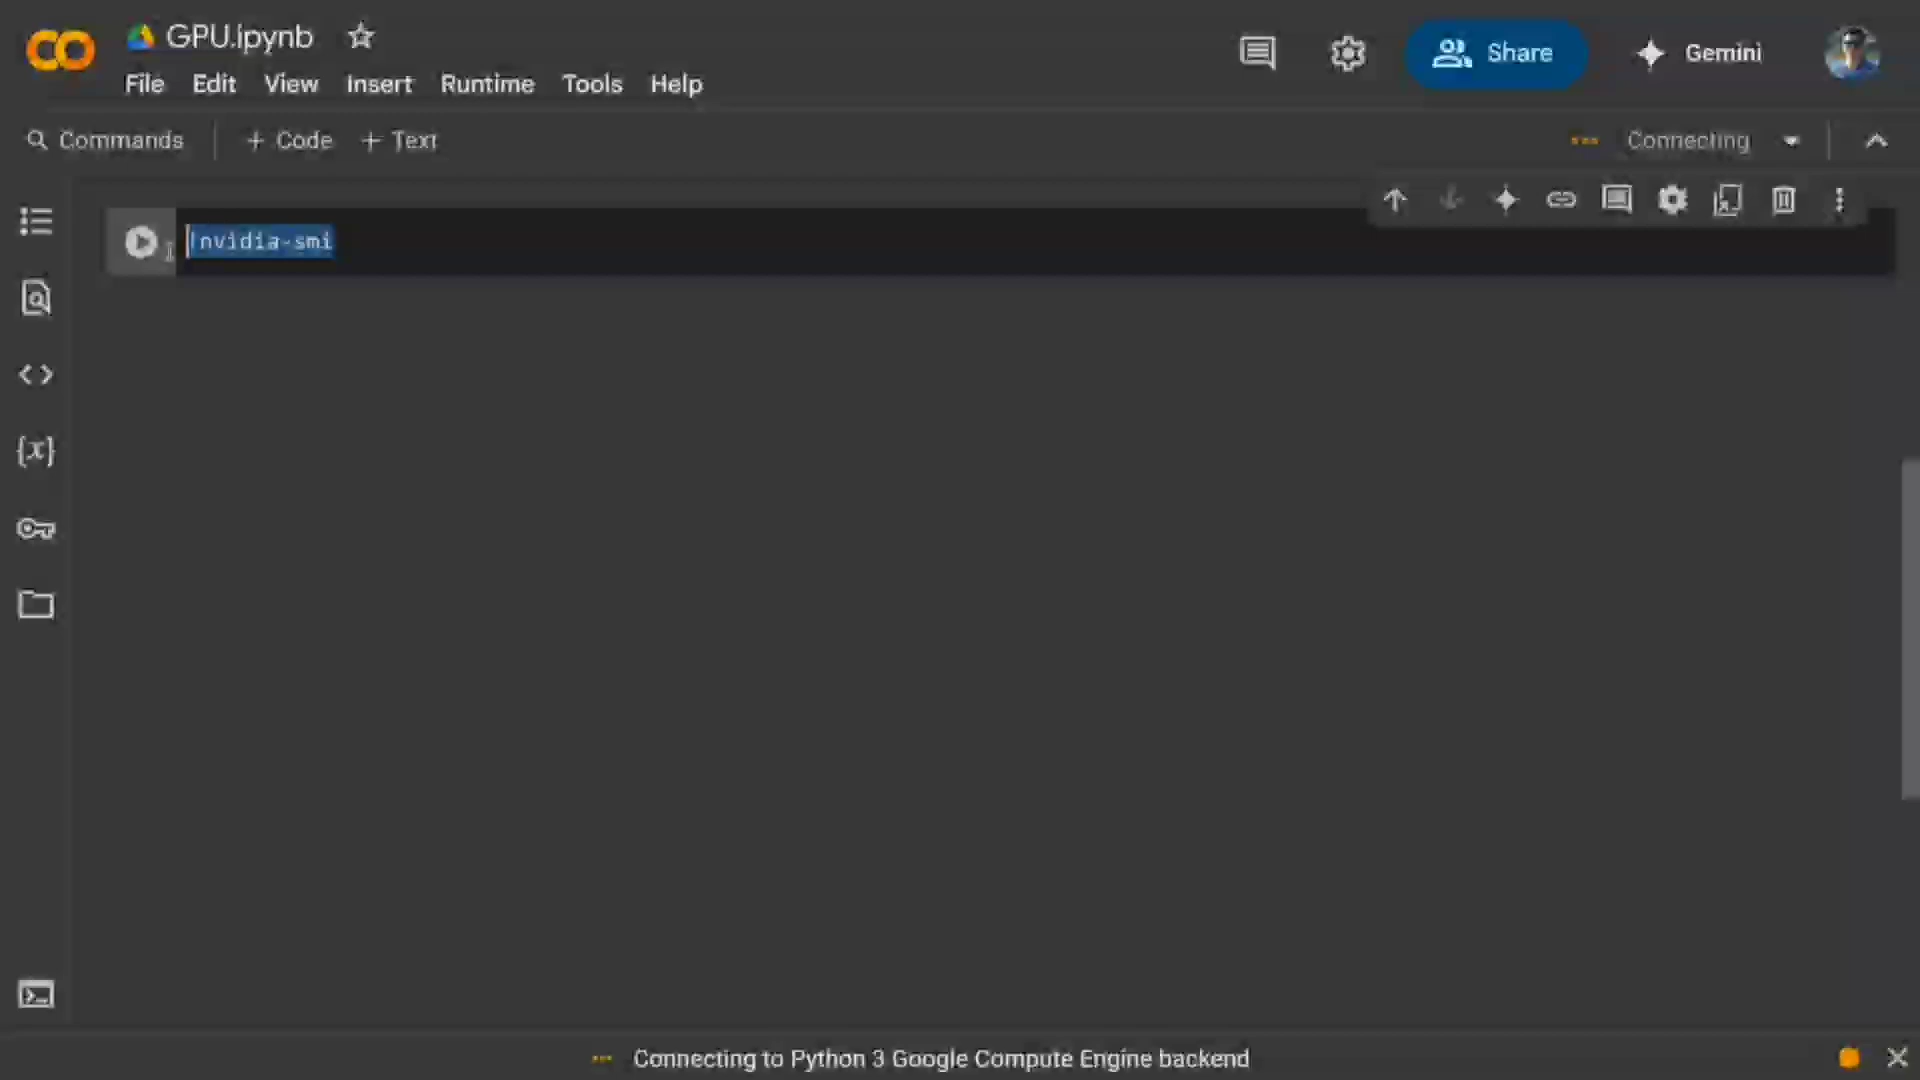 GPU.ipynb
Share
Gemini
File Edit View Insert Runtime Tools Help
Commands + Code + Text
Connecting
!nvidia-smi
Connecting to Python 3 Google Compute Engine backend